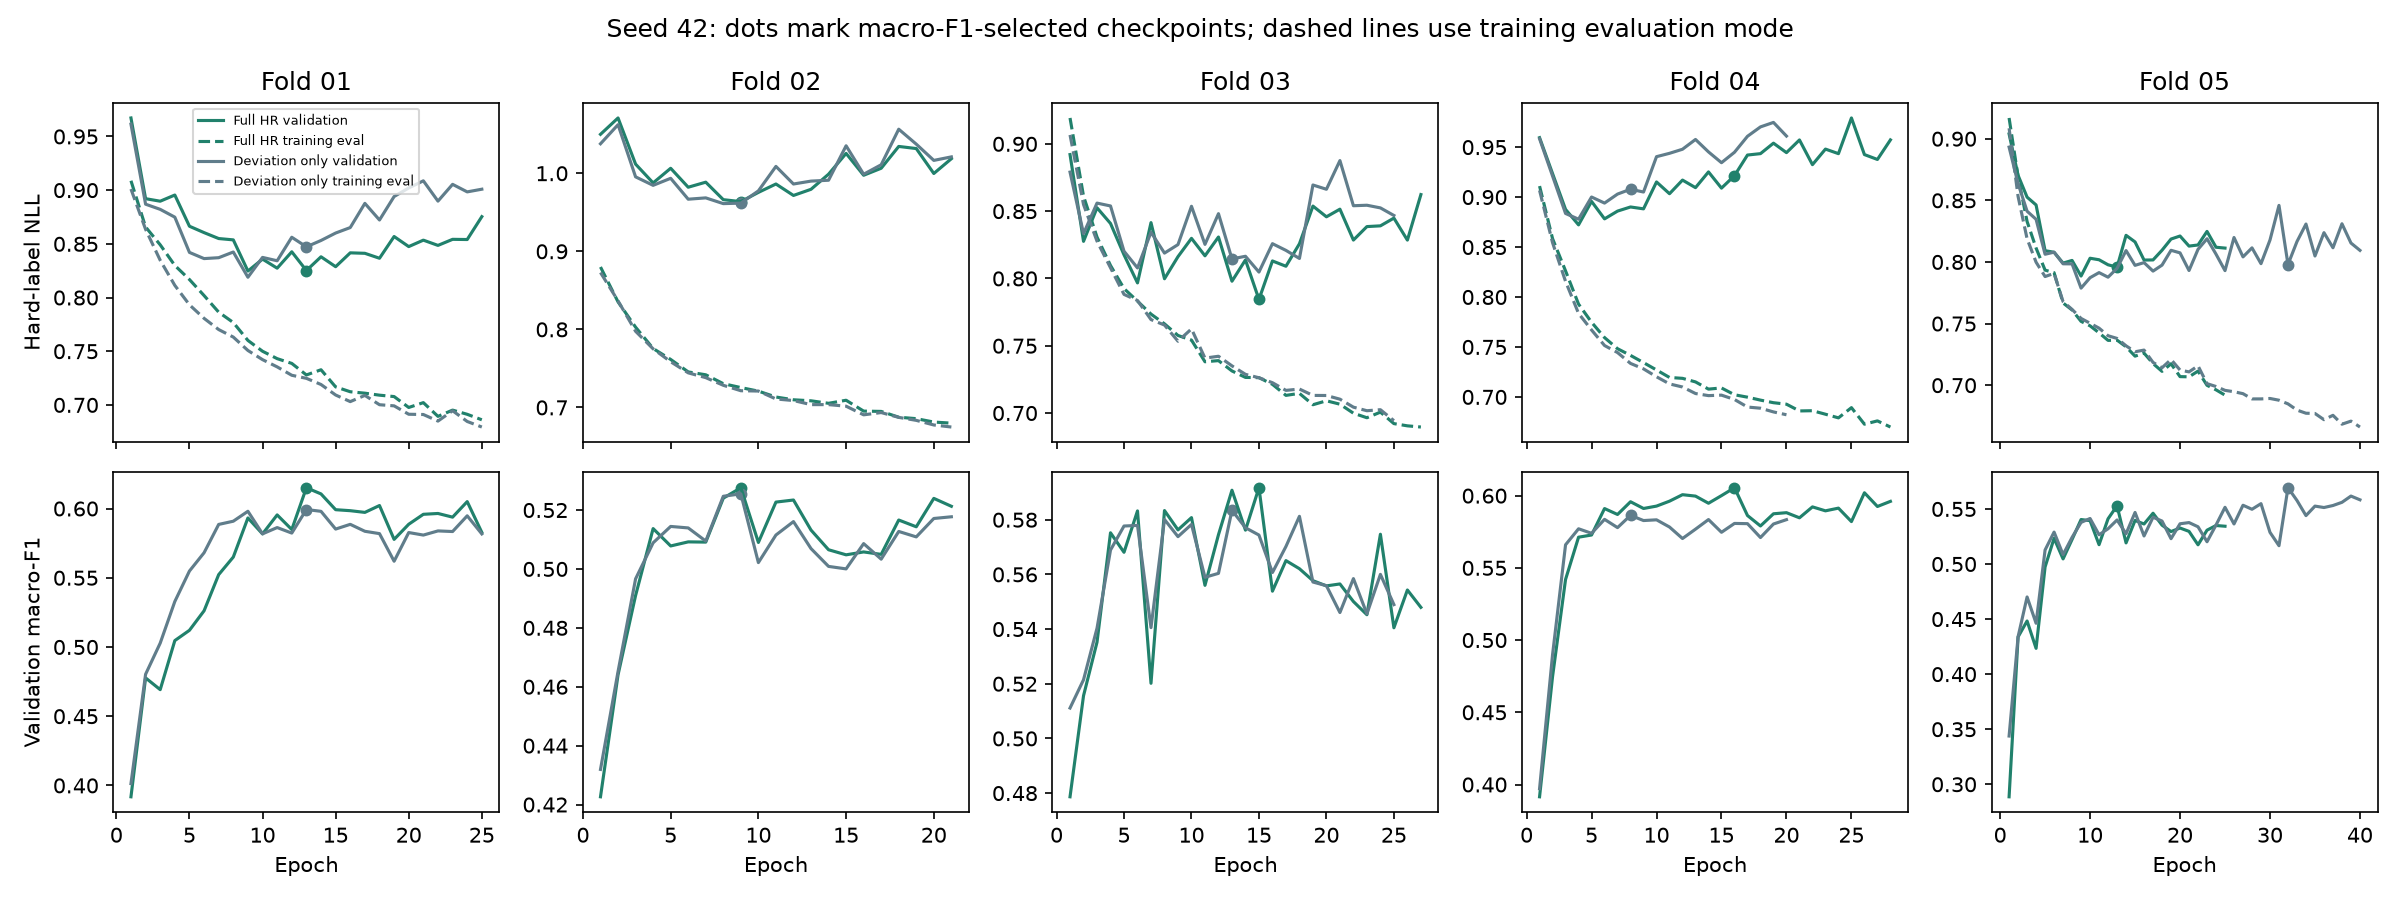 Seed 42: dots mark macro-F1-selected checkpoints; dashed lines use training evaluation mode
Fold 01
Fold 02
Fold 03
Fold 04
Fold 05
Hard-label NLL
0.95
0.90
0.85
0.80
0.75
0.70
Full HR validation
Full HR training eval
Deviation only validation
Deviation only training eval
1.0
0.9
0.8
0.7
0.90
0.85
0.80
0.75
0.70
0.95
0.90
0.85
0.80
0.75
0.70
0.90
0.85
0.80
0.75
0.70
Validation macro-F1
0.60
0.55
0.50
0.45
0.40
0 5 10 15 20 25
Epoch
0.52
0.50
0.48
0.46
0.44
0.42
0 5 10 15 20
Epoch
0.58
0.56
0.54
0.52
0.50
0.48
0 5 10 15 20 25
Epoch
0.60
0.55
0.50
0.45
0.40
0 5 10 15 20 25
Epoch
0.55
0.50
0.45
0.40
0.35
0.30
0 10 20 30 40
Epoch